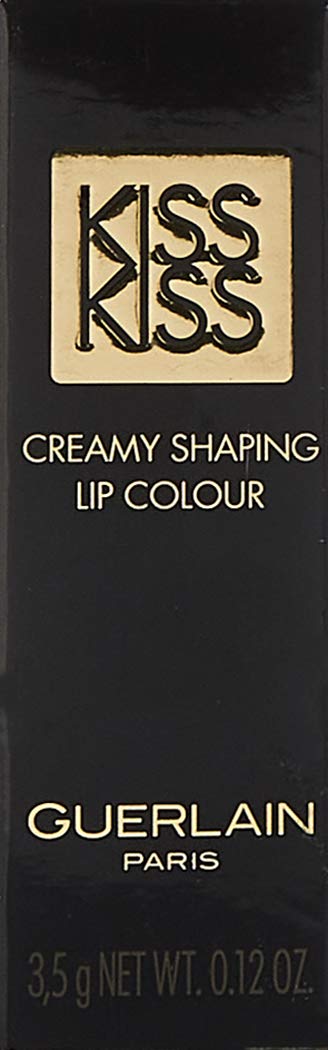 KISS
KISS
CREAMY SHAPING
LIP COLOUR
GUERLAIN
PARIS
3,5 g NET WT. 0.12 OZ.